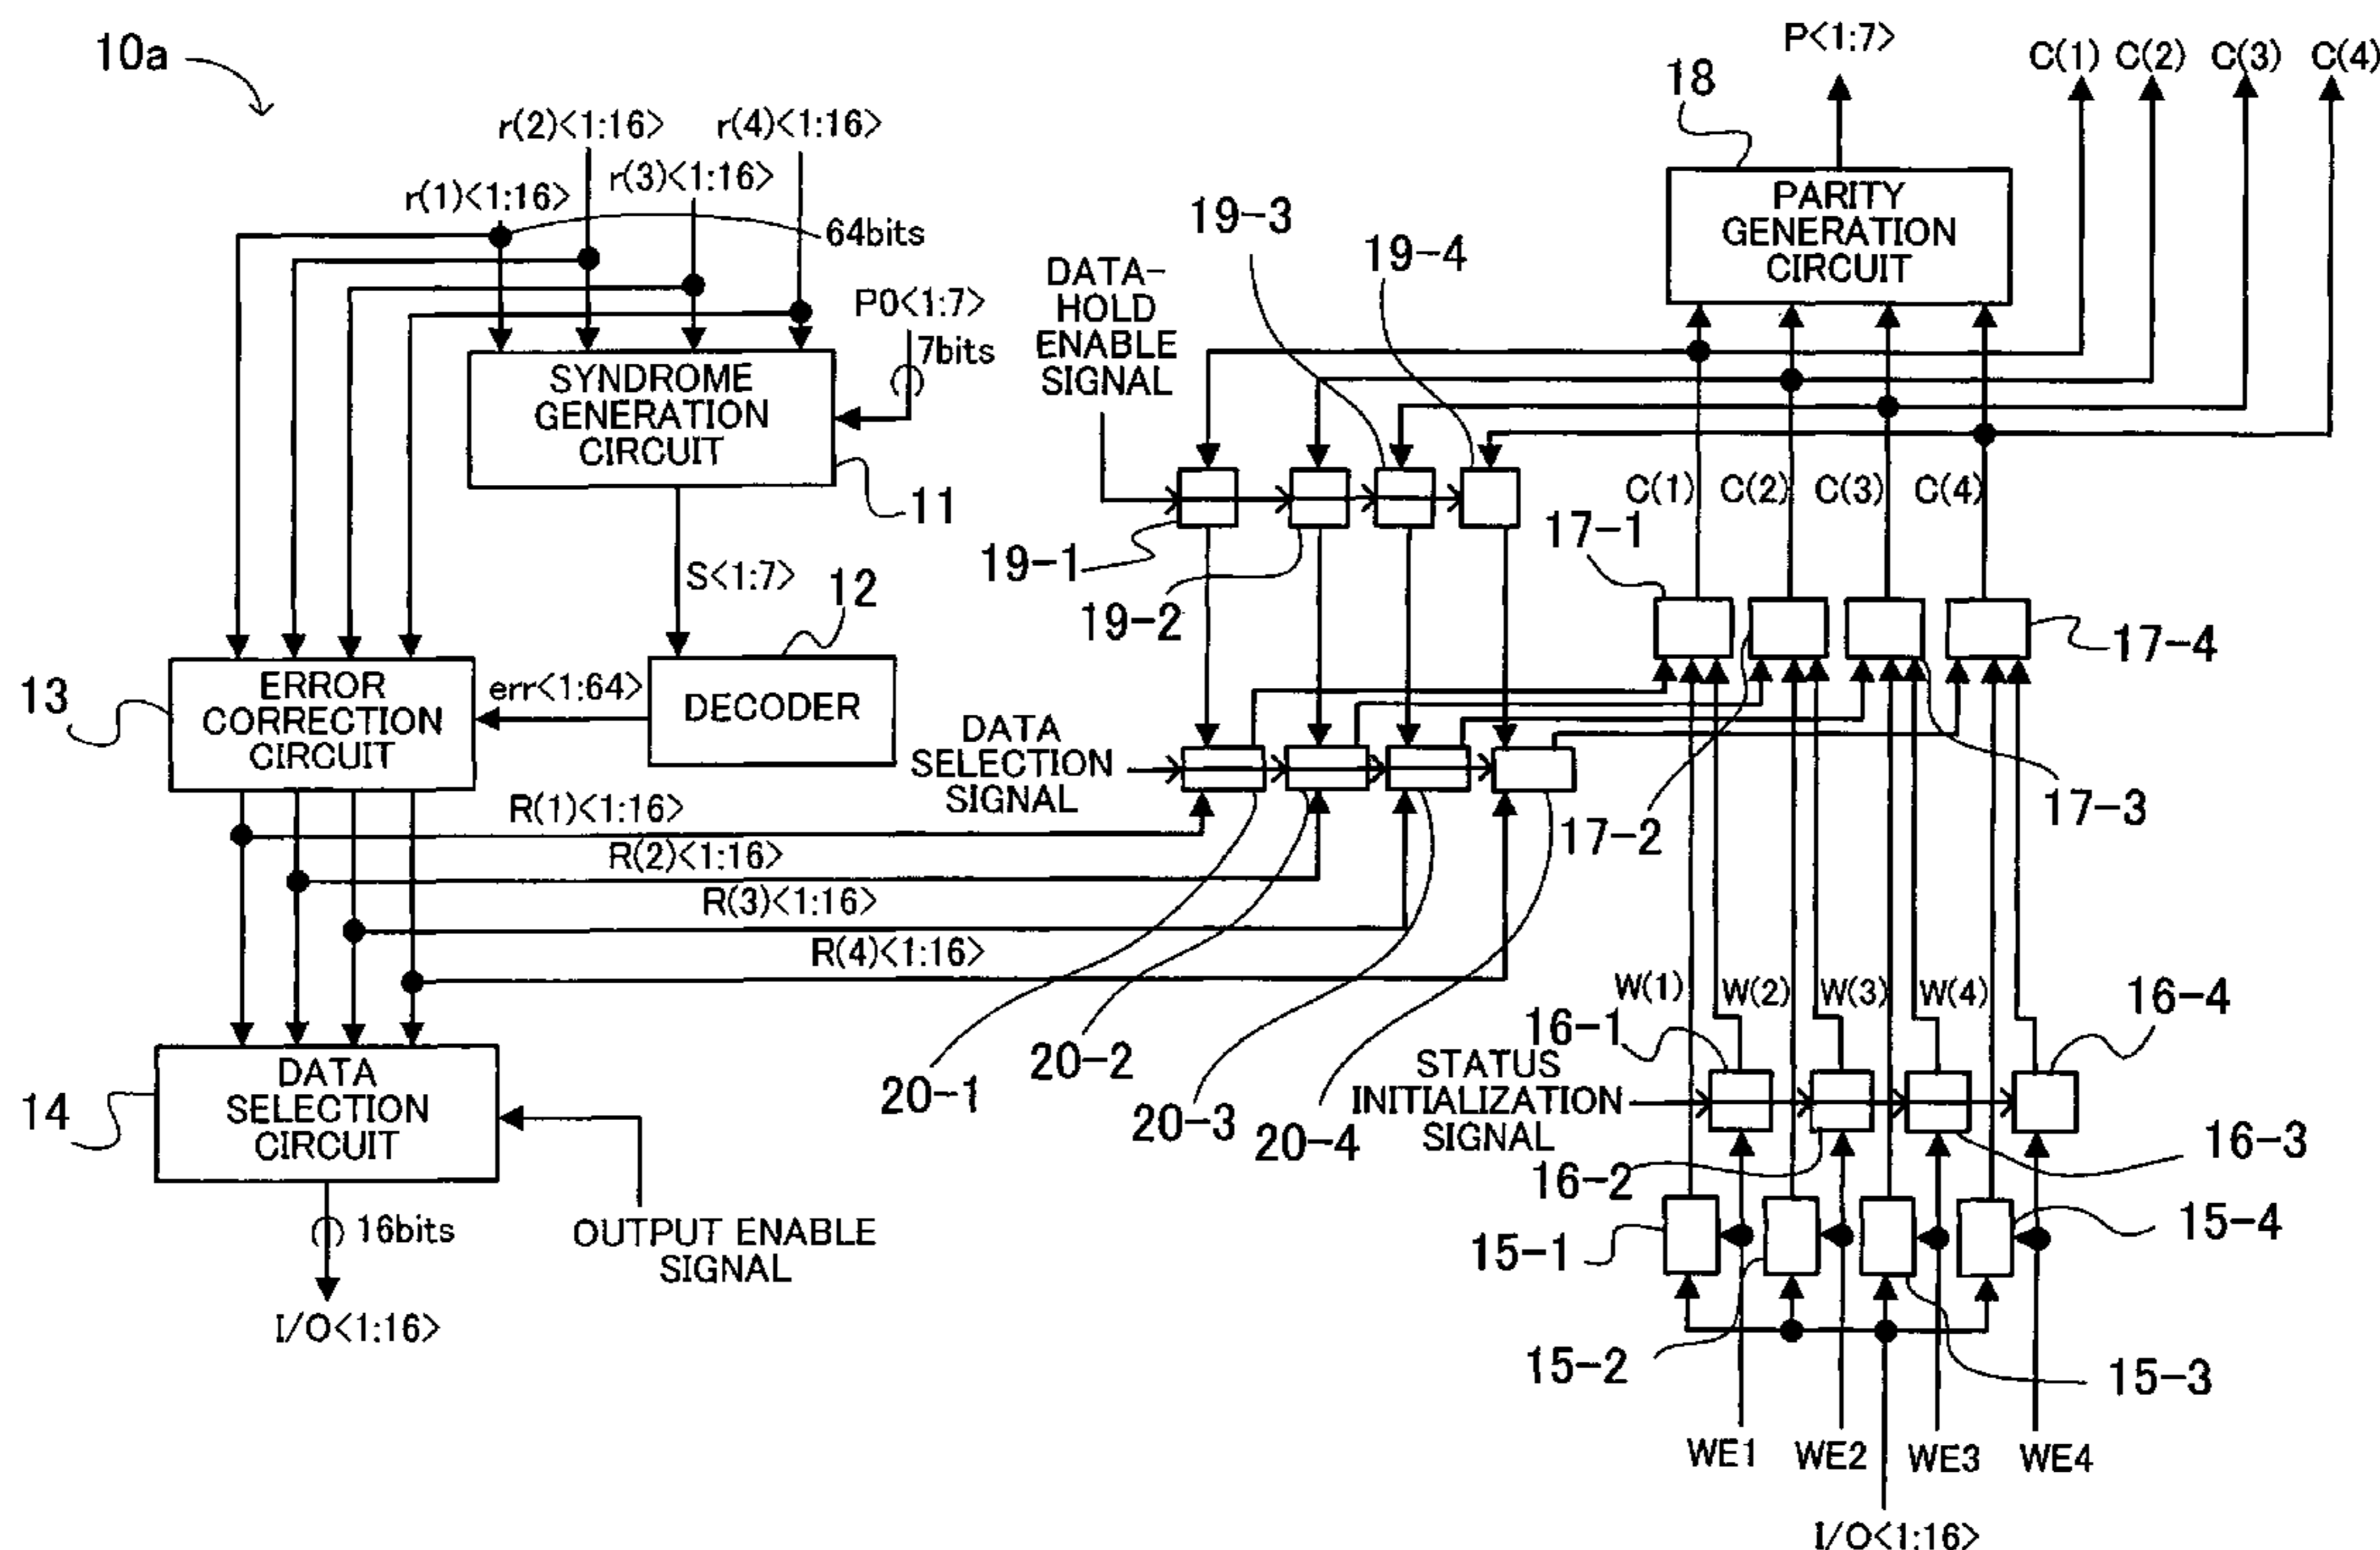 10a
r(2)<1:16>
r(4)<1:16>
r(1)<1:16>
r(3)<1:16>
64bits
P0<1:7>
7bits
SYNDROME
GENERATION
CIRCUIT
11
S<1:7>
12
DECODER
err<1:64>
13
ERROR
CORRECTION
CIRCUIT
R(1)<1:16>
R(2)<1:16>
R(3)<1:16>
R(4)<1:16>
14
DATA
SELECTION
CIRCUIT
16bits
I/O<1:16>
OUTPUT ENABLE
SIGNAL
P<1:7>
C(1)
C(2)
C(3)
C(4)
18
PARITY
GENERATION
CIRCUIT
19-3
19-4
DATA-
HOLD
ENABLE
SIGNAL
19-1
19-2
C(1)
C(2)
C(3)
C(4)
17-1
17-4
17-2
17-3
DATA
SELECTION
SIGNAL
20-1
20-2
20-3
20-4
W(1)
W(2)
W(3)
W(4)
16-1
16-4
STATUS
INITIALIZATION
SIGNAL
16-2
16-3
15-1
15-4
15-2
15-3
WE1
WE2
WE3
WE4
I/O<1:16>